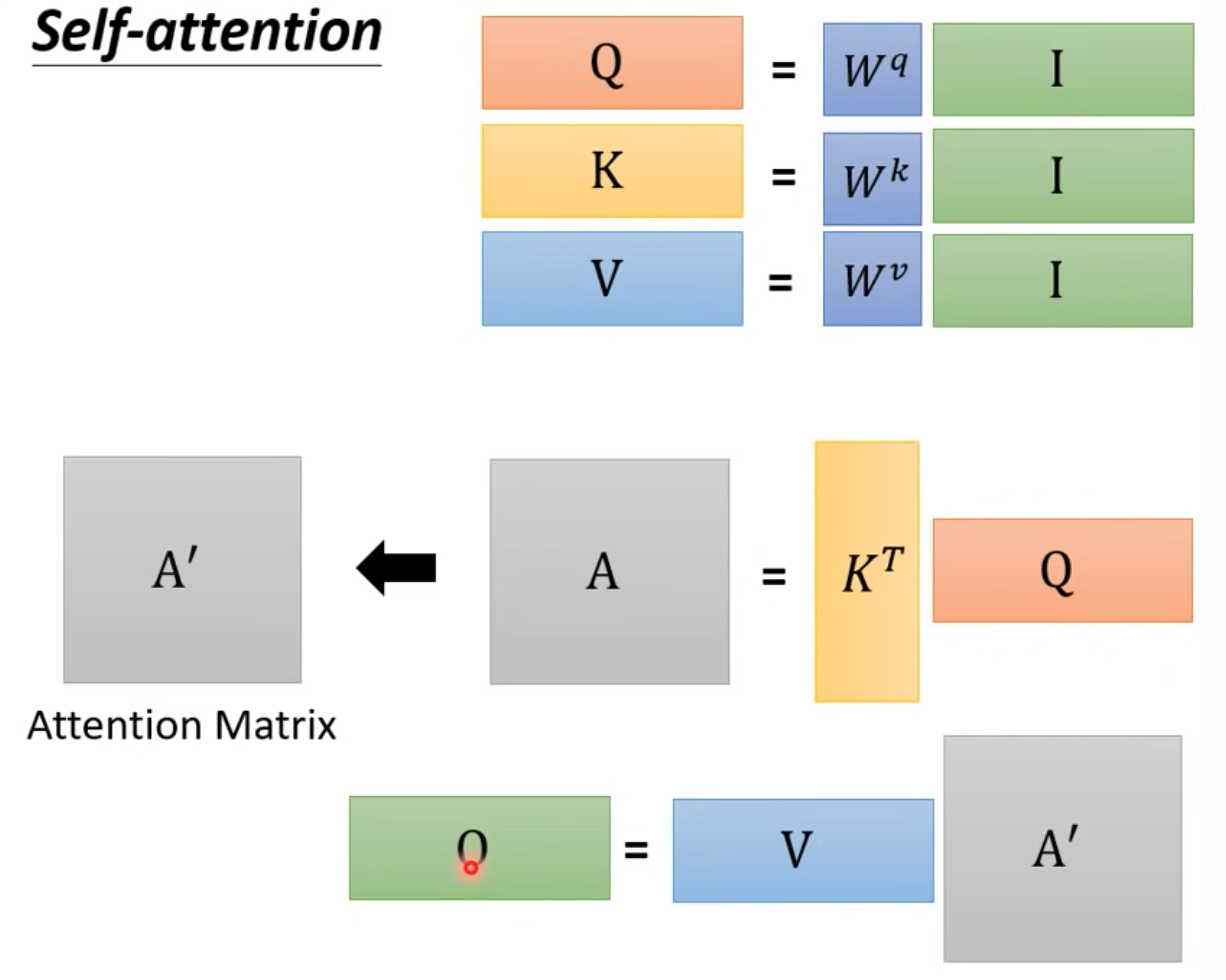 Self-attention
Q = W^q I
K = W^k I
V = W^v I
A′ A = K^T Q
Attention Matrix
O = V A′